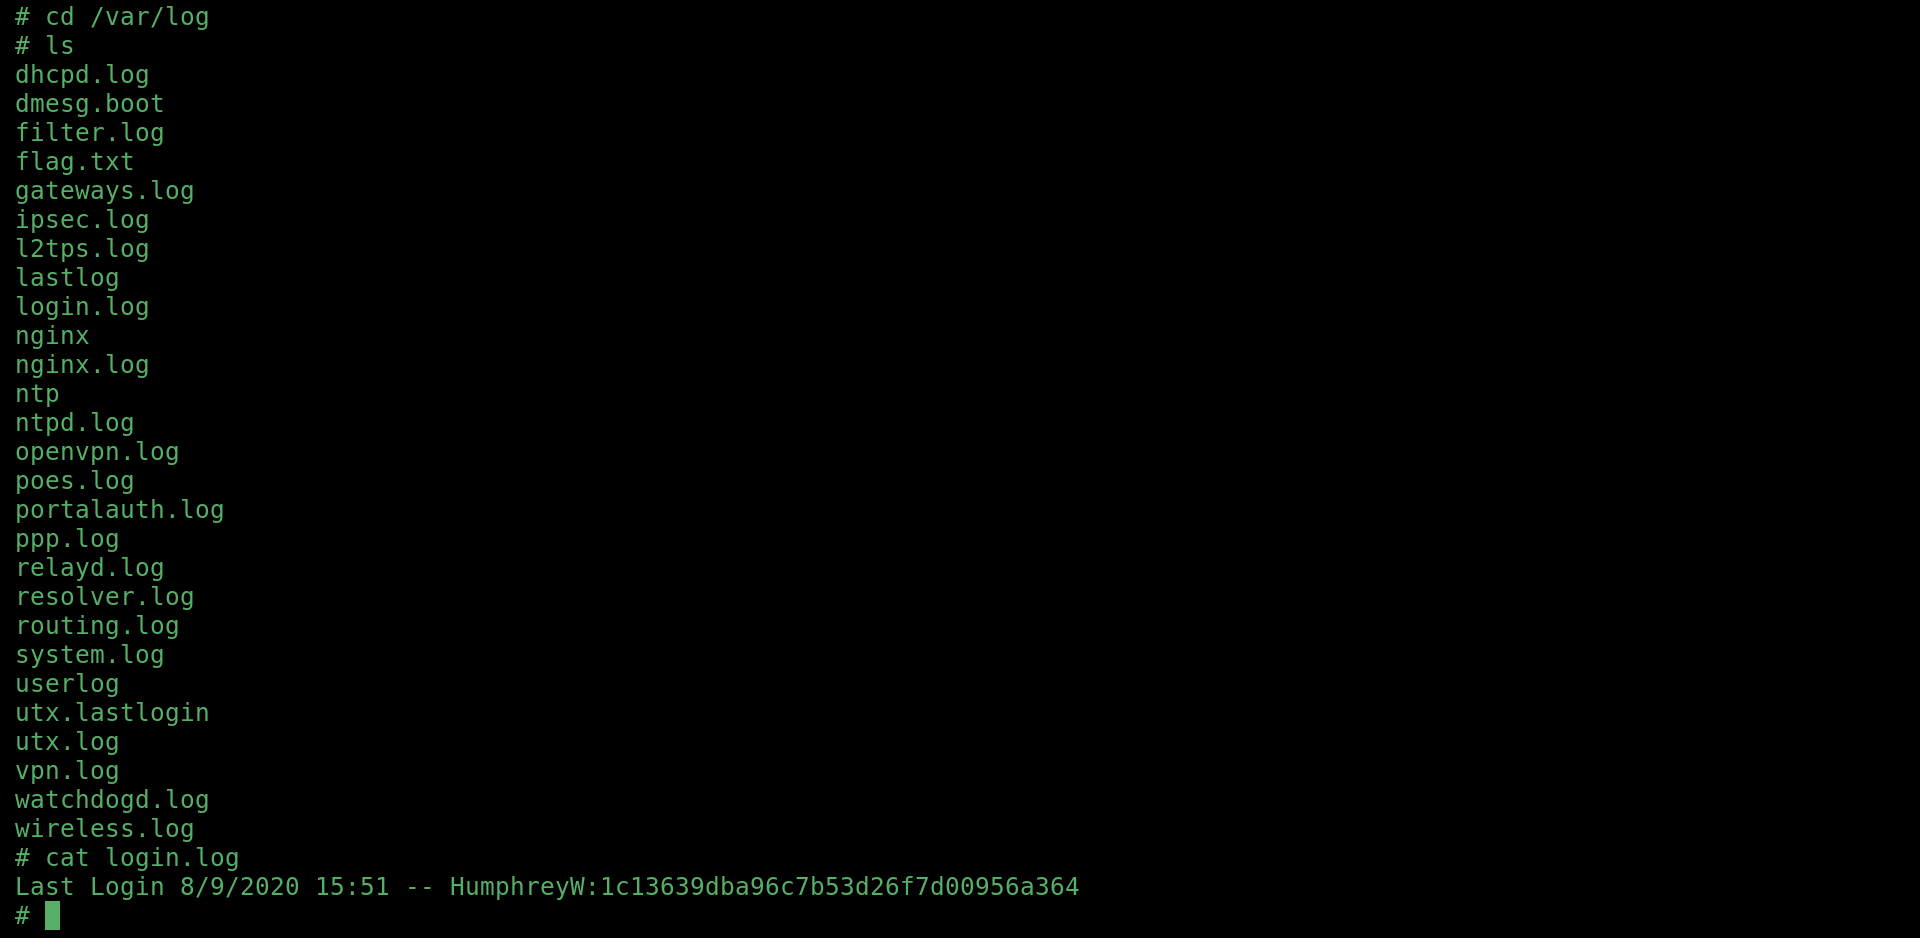 # cd /var/log
# ls
dhcpd.log
dmesg.boot
filter.log
flag.txt
gateways.log
ipsec.log
l2tps.log
lastlog
login.log
nginx
nginx.log
ntp
ntpd.log
openvpn.log
poes.log
portalauth.log
ppp.log
relayd.log
resolver.log
routing.log
system.log
userlog
utx.lastlogin
utx.log
vpn.log
watchdogd.log
wireless.log
# cat login.log
Last Login 8/9/2020 15:51 -- HumphreyW:1c13639dba96c7b53d26f7d00956a364
#